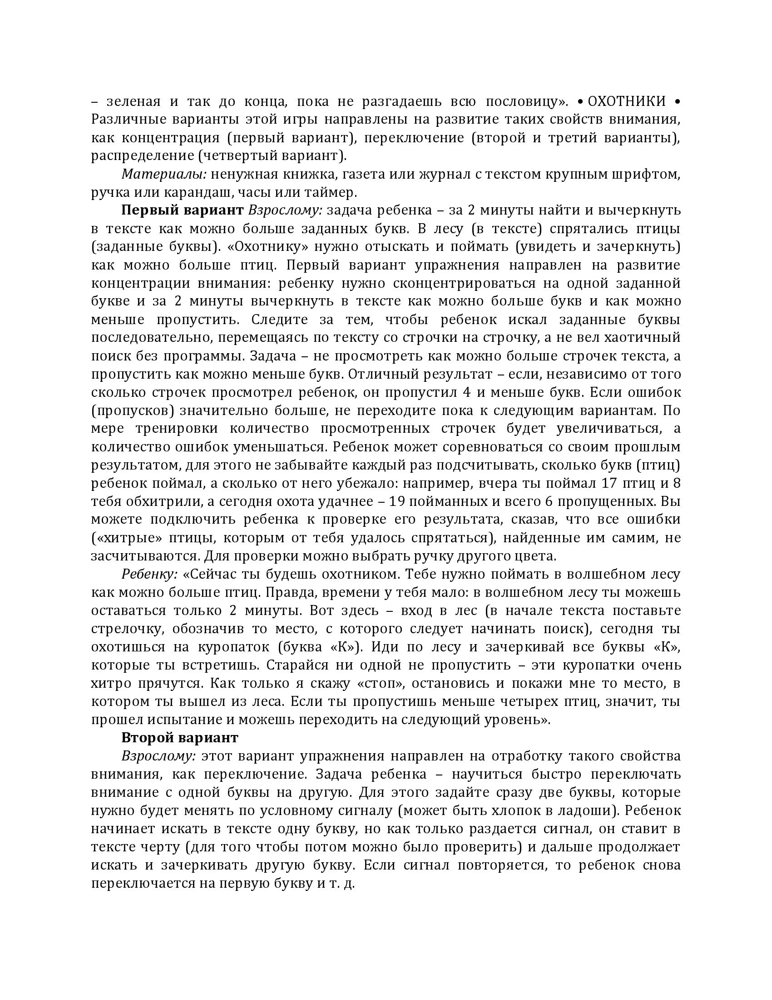 – зеленая и так до конца, пока не разгадаешь всю пословицу». • ОХОТНИКИ •
Различные варианты этой игры направлены на развитие таких свойств внимания,
как концентрация (первый вариант), переключение (второй и третий варианты),
распределение (четвертый вариант).
Материалы: ненужная книжка, газета или журнал с текстом крупным шрифтом,
ручка или карандаш, часы или таймер.
Первый вариант Взрослому: задача ребенка – за 2 минуты найти и вычеркнуть
в тексте как можно больше заданных букв. В лесу (в тексте) спрятались птицы
(заданные буквы). «Охотнику» нужно отыскать и поймать (увидеть и зачеркнуть)
как можно больше птиц. Первый вариант упражнения направлен на развитие
концентрации внимания: ребенку нужно сконцентрироваться на одной заданной
букве и за 2 минуты вычеркнуть в тексте как можно больше букв и как можно
меньше пропустить. Следите за тем, чтобы ребенок искал заданные буквы
последовательно, перемещаясь по тексту со строчки на строчку, а не вел хаотичный
поиск без программы. Задача – не просмотреть как можно больше строчек текста, а
пропустить как можно меньше букв. Отличный результат – если, независимо от того
сколько строчек просмотрел ребенок, он пропустил 4 и меньше букв. Если ошибок
(пропусков) значительно больше, не переходите пока к следующим вариантам. По
мере тренировки количество просмотренных строчек будет увеличиваться, а
количество ошибок уменьшаться. Ребенок может соревноваться со своим прошлым
результатом, для этого не забывайте каждый раз подсчитывать, сколько букв (птиц)
ребенок поймал, а сколько от него убежало: например, вчера ты поймал 17 птиц и 8
тебя обхитрили, а сегодня охота удачнее – 19 пойманных и всего 6 пропущенных. Вы
можете подключить ребенка к проверке его результата, сказав, что все ошибки
(«хитрые» птицы, которым от тебя удалось спрятаться), найденные им самим, не
засчитываются. Для проверки можно выбрать ручку другого цвета.
Ребенку: «Сейчас ты будешь охотником. Тебе нужно поймать в волшебном лесу
как можно больше птиц. Правда, времени у тебя мало: в волшебном лесу ты можешь
оставаться только 2 минуты. Вот здесь – вход в лес (в начале текста поставьте
стрелочку, обозначив то место, с которого следует начинать поиск), сегодня ты
охотишься на куропаток (буква «К»). Иди по лесу и зачеркивай все буквы «К»,
которые ты встретишь. Старайся ни одной не пропустить – эти куропатки очень
хитро прячутся. Как только я скажу «стоп», остановись и покажи мне то место, в
котором ты вышел из леса. Если ты пропустишь меньше четырех птиц, значит, ты
прошел испытание и можешь переходить на следующий уровень».
Второй вариант
Взрослому: этот вариант упражнения направлен на отработку такого свойства
внимания, как переключение. Задача ребенка – научиться быстро переключать
внимание с одной буквы на другую. Для этого задайте сразу две буквы, которые
нужно будет менять по условному сигналу (может быть хлопок в ладоши). Ребенок
начинает искать в тексте одну букву, но как только раздается сигнал, он ставит в
тексте черту (для того чтобы потом можно было проверить) и дальше продолжает
искать и зачеркивать другую букву. Если сигнал повторяется, то ребенок снова
переключается на первую букву и т. д.